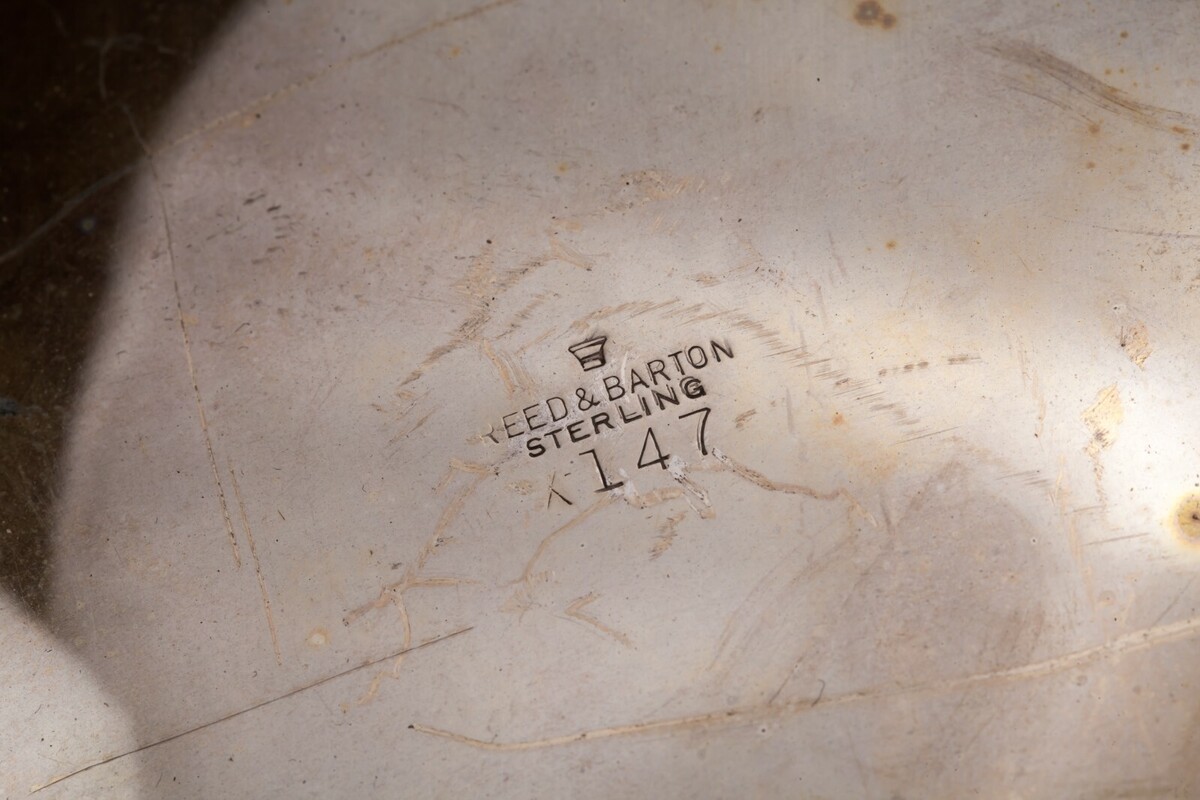 REED & BARTON
STERLING
X147